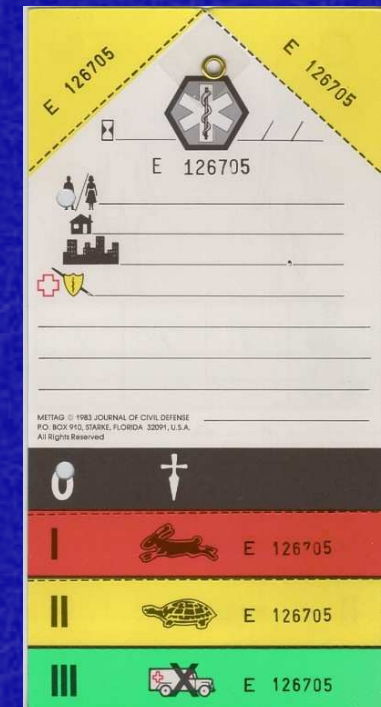 E 126705
E 126705
/ /
E 126705
METTAG © 1983 JOURNAL OF CIVIL DEFENSE
P.O. BOX 910, STARKE, FLORIDA 32091, U.S.A.
All Rights Reserved
0
I E 126705
II E 126705
III E 126705